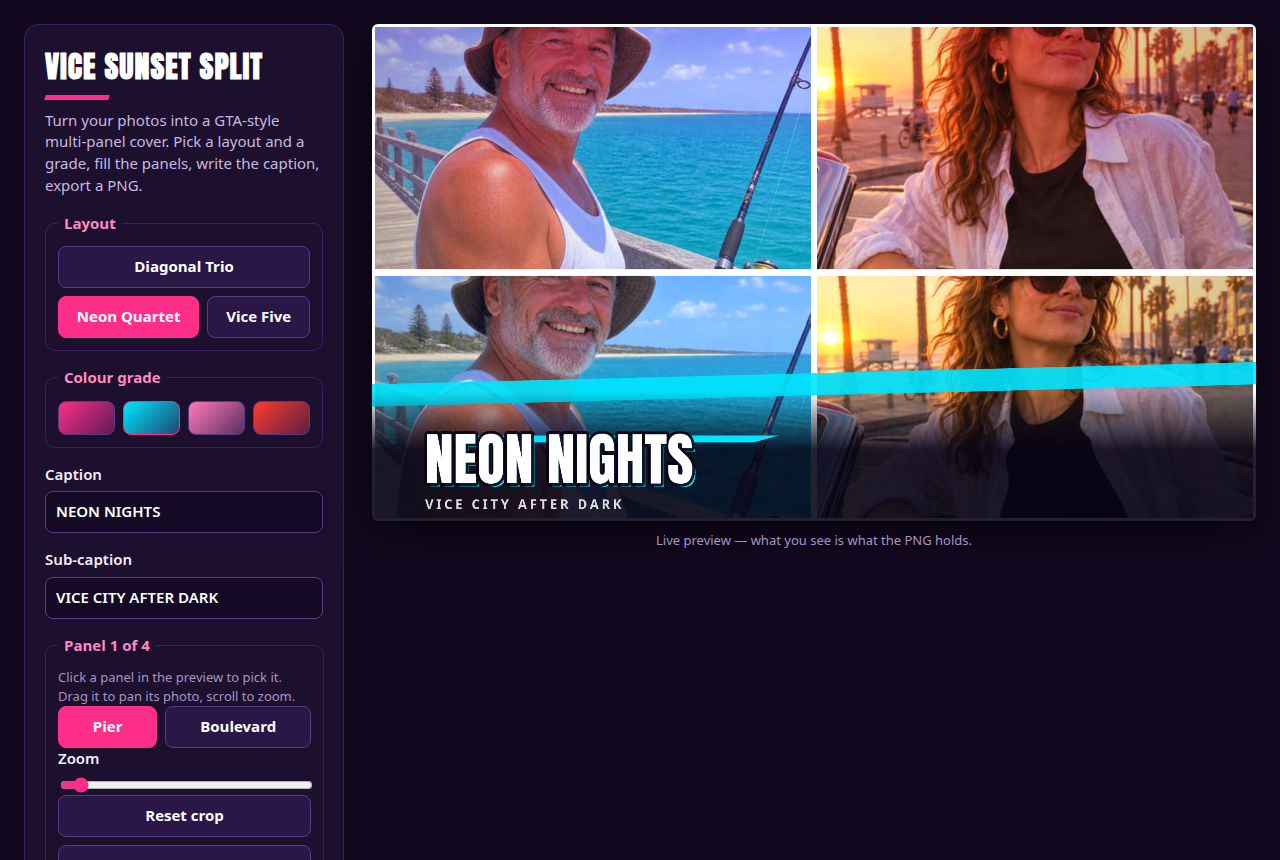 VICE SUNSET SPLIT
Turn your photos into a GTA-style
multi-panel cover. Pick a layout and a
grade, fill the panels, write the caption,
export a PNG.
Layout
Diagonal Trio
Neon Quartet
Vice Five
Colour grade
Caption
NEON NIGHTS
Sub-caption
VICE CITY AFTER DARK
Panel 1 of 4
Click a panel in the preview to pick it.
Drag it to pan its photo, scroll to zoom.
Pier
Boulevard
Zoom
Reset crop
NEON NIGHTS
VICE CITY AFTER DARK
Live preview — what you see is what the PNG holds.